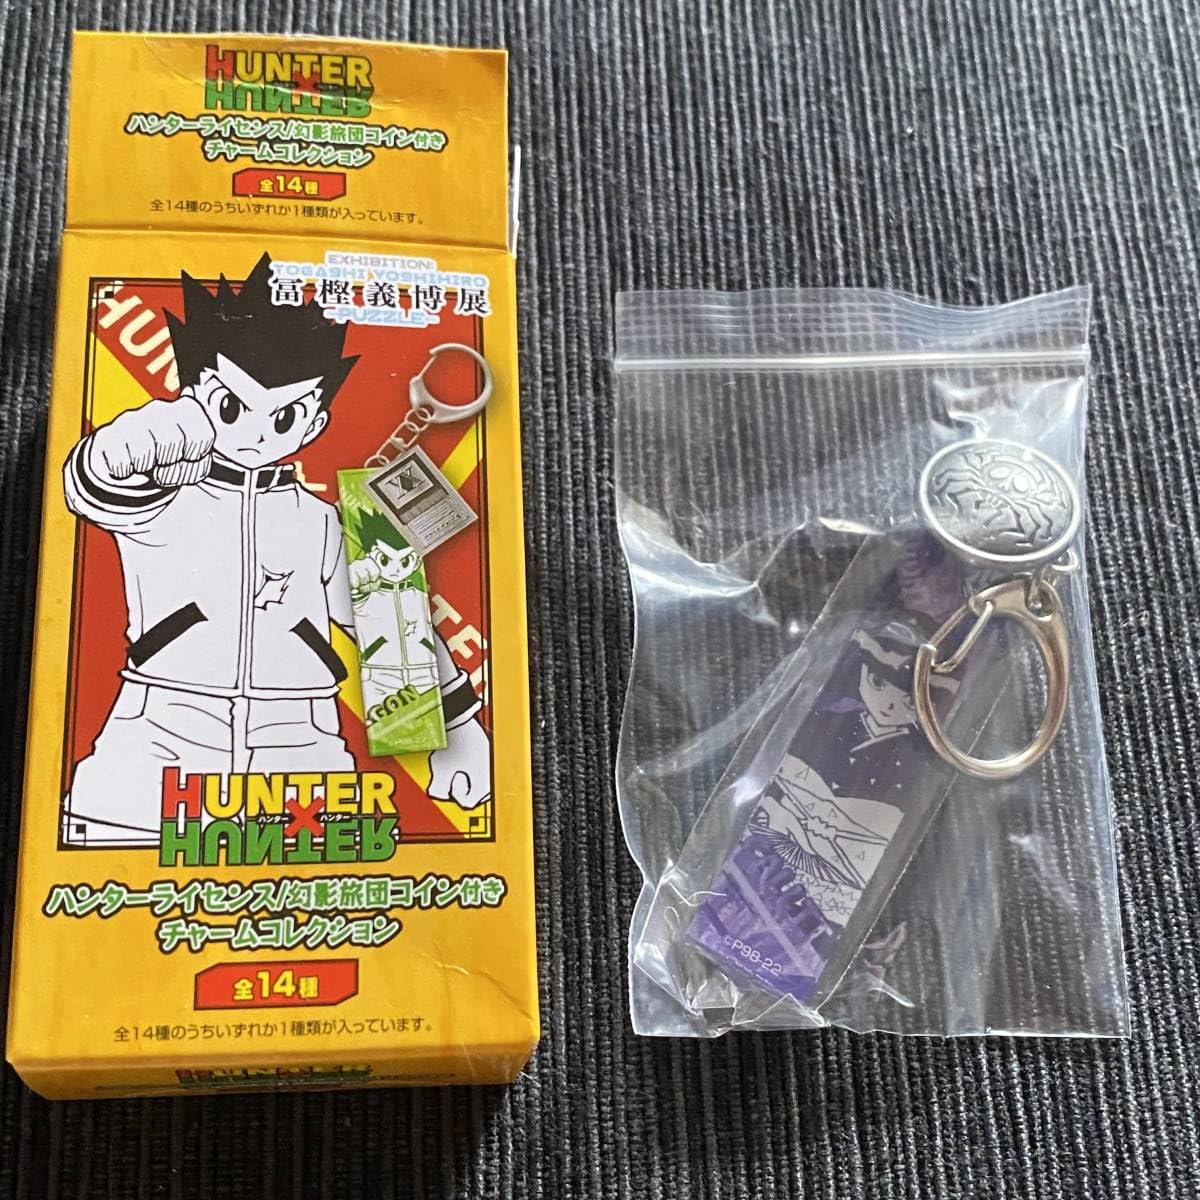 HUNTER
×
HUNTER
ハンターライセンス/幻影旅団コイン付き
チャームコレクション
全14種
全14種のうちいずれか1種類が入っています。
EXHIBITION:
TOGASHI YOSHIHIRO
冨樫義博展
-PUZZLE-
HUN
TE
GON
©P98-22
HUNTER
ハンター×ハンター
HUNTER
ハンターライセンス/幻影旅団コイン付き
チャームコレクション
全14種
全14種のうちいずれか1種類が入っています。
©P98-22